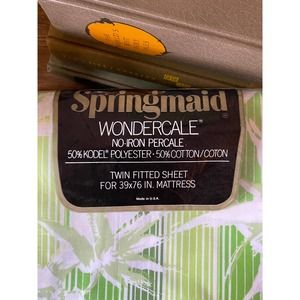 Springmaid
WONDERCALE™
NO-IRON PERCALE
50% KODEL® POLYESTER · 50% COTTON/COTON
TWIN FITTED SHEET
FOR 39x76 IN. MATTRESS
Made in U.S.A.